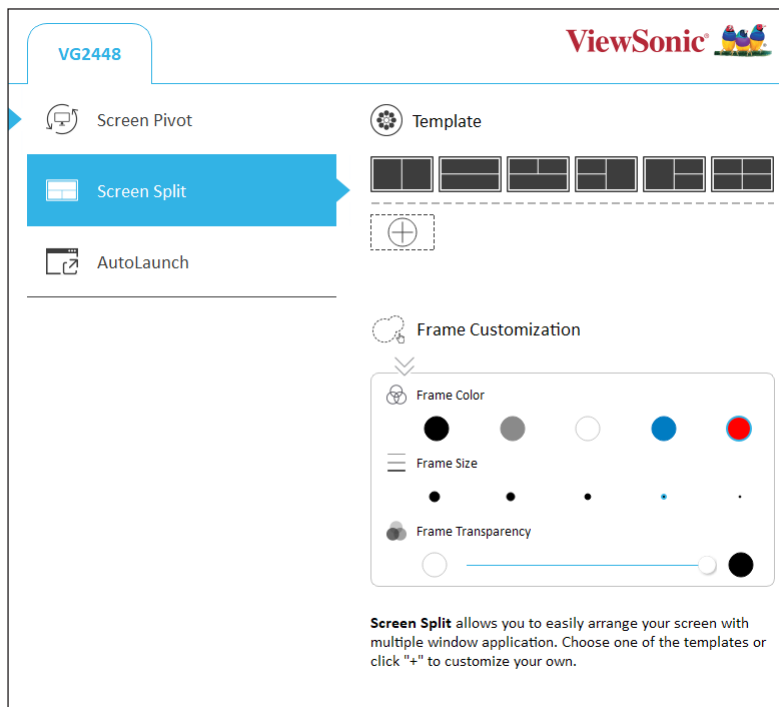 VG2448
ViewSonic
Screen Pivot
Screen Split
AutoLaunch
Template
Frame Customization
Frame Color
Frame Size
Frame Transparency
Screen Split allows you to easily arrange your screen with
multiple window application. Choose one of the templates or
click "+" to customize your own.